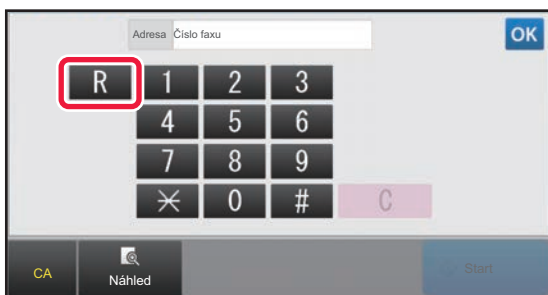 Adresa Číslo faxu OK
R 1 2 3
4 5 6
7 8 9
* 0 # C
CA Náhled Start